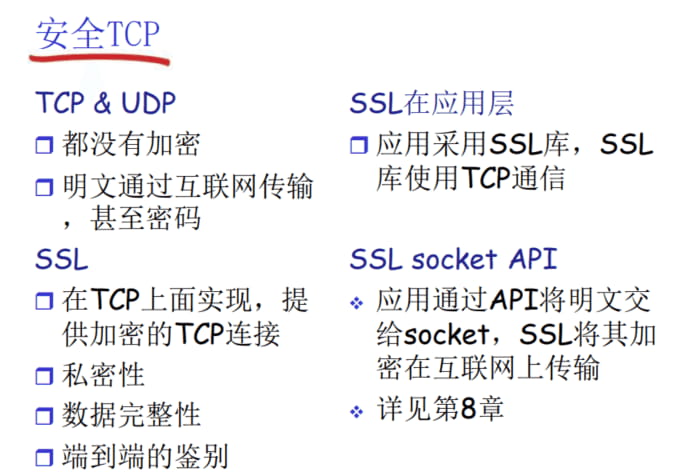 安全TCP
TCP & UDP
都没有加密
明文通过互联网传输
，甚至密码
SSL
在TCP上面实现，提
供加密的TCP连接
私密性
数据完整性
端到端的鉴别
SSL在应用层
应用采用SSL库，SSL
库使用TCP通信
SSL socket API
应用通过API将明文交
给socket，SSL将其加
密在互联网上传输
详见第8章